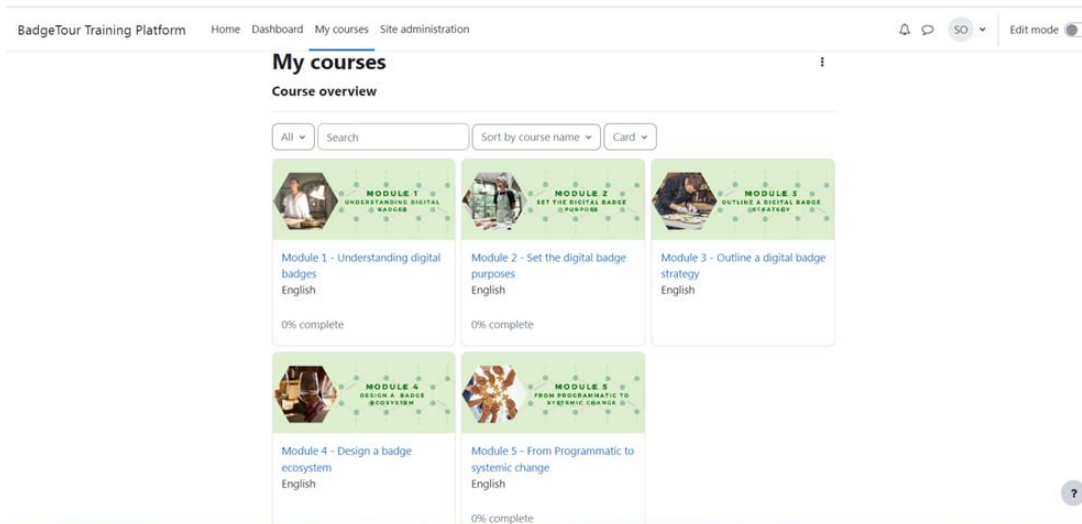 BadgeTour Training Platform Home Dashboard My courses Site administration SO Edit mode
My courses
Course overview
All Search Sort by course name Card
MODULE 1
UNDERSTANDING DIGITAL
BADGES
MODULE 2
SET THE DIGITAL BADGE
PURPOSE
MODULE 3
OUTLINE A DIGITAL BADGE
STRATEGY
Module 1 - Understanding digital
badges
English
0% complete
Module 2 - Set the digital badge
purposes
English
0% complete
Module 3 - Outline a digital badge
strategy
English
MODULE 4
DESIGN A BADGE
ECOSYSTEM
MODULE 5
FROM PROGRAMMATIC TO
SYSTEMIC CHANGE
Module 4 - Design a badge
ecosystem
English
Module 5 - From Programmatic to
systemic change
English
0% complete
?